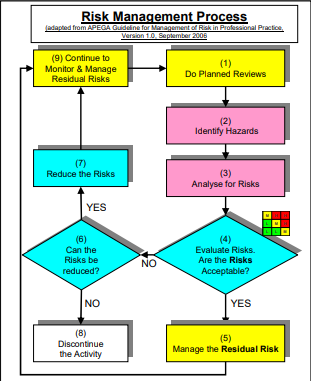 Risk Management Process
(adapted from APEGA Guideline for Management of Risk in Professional Practice,
Version 1.0, September 2006
(9) Continue to
Monitor & Manage
Residual Risks
(1)
Do Planned Reviews
(2)
Identify Hazards
(3)
Analyse for Risks
(7)
Reduce the Risks
YES
(6)
Can the
Risks be
reduced?
NO
(4)
Evaluate Risks.
Are the Risks
Acceptable?
NO
YES
(8)
Discontinue
the Activity
(5)
Manage the Residual Risk